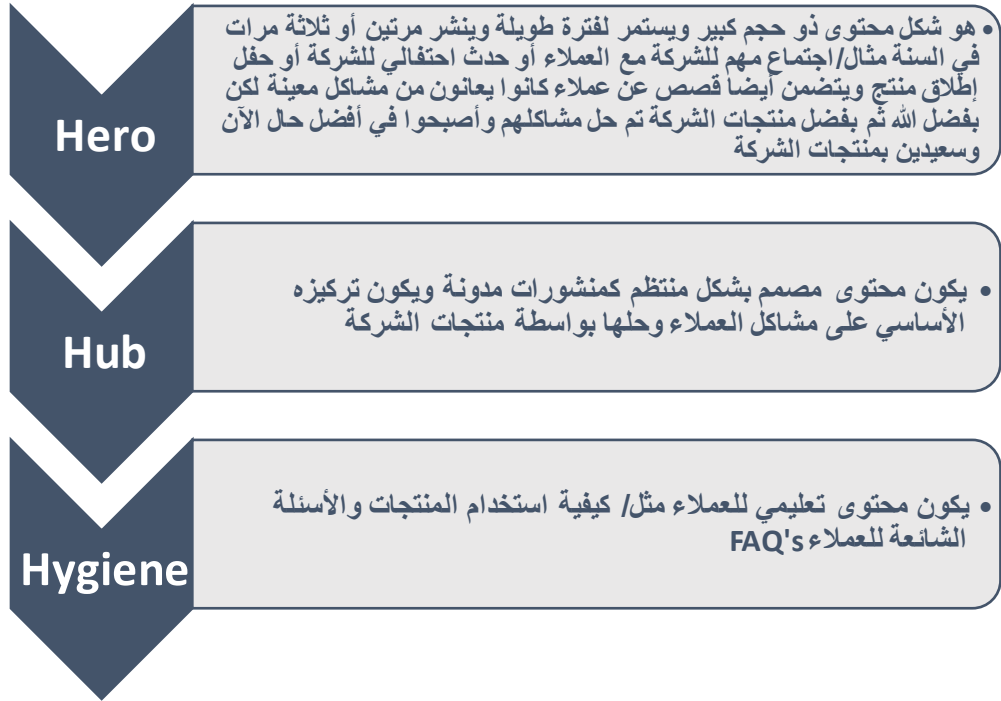 Hero
• هو شكل محتوى ذو حجم كبير ويستمر لفترة طويلة وينشر مرتين أو ثلاثة مرات
في السنة مثال/اجتماع مهم للشركة مع العملاء أو حدث احتفالي للشركة أو حفل
إطلاق منتج ويتضمن أيضا قصص عن عملاء كانوا يعانون من مشاكل معينة لكن
بفضل الله ثم بفضل منتجات الشركة تم حل مشاكلهم وأصبحوا في أفضل حال الآن
وسعيدين بمنتجات الشركة
Hub
• يكون محتوى مصمم بشكل منتظم كمنشورات مدونة ويكون تركيزه
الأساسي على مشاكل العملاء وحلها بواسطة منتجات الشركة
Hygiene
• يكون محتوى تعليمي للعملاء مثل/ كيفية استخدام المنتجات والأسئلة
الشائعة للعملاء FAQ's